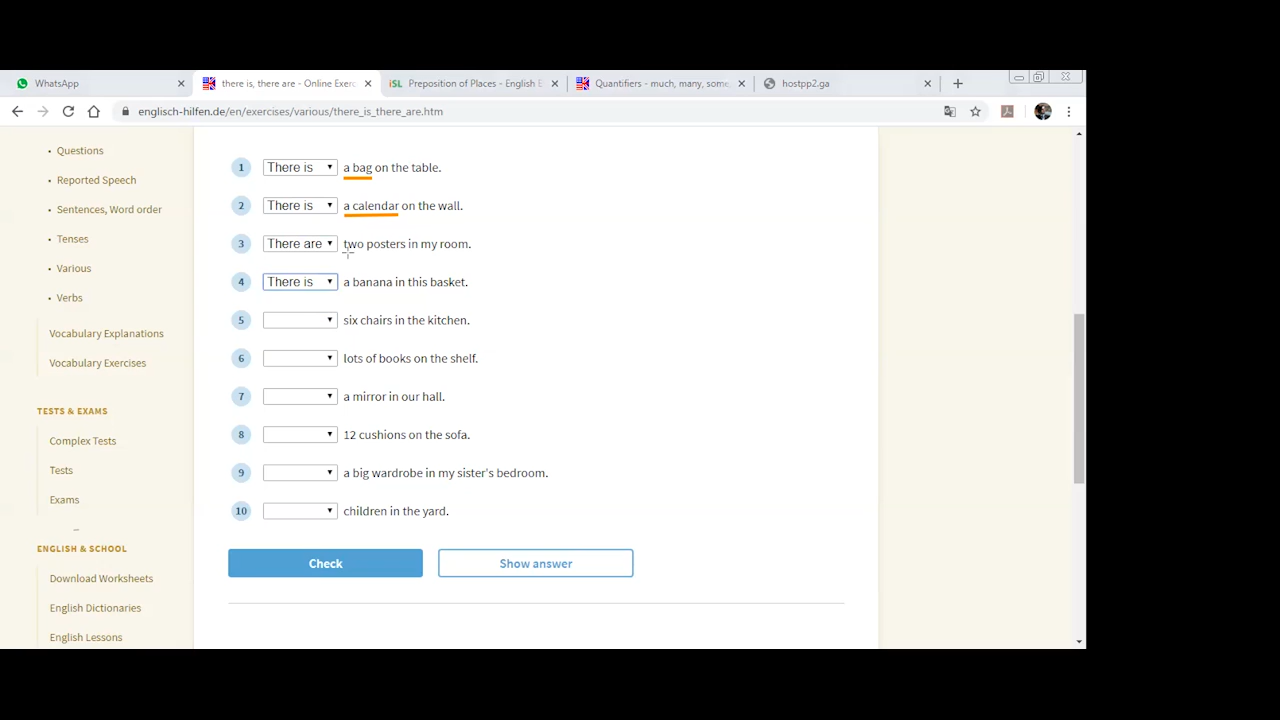 WhatsApp
there is, there are - Online Exerc
iSL Preposition of Places - English E
Quantifiers - much, many, some
hostpp2.ga
englisch-hilfen.de/en/exercises/various/there_is_there_are.htm
• Questions
• Reported Speech
• Sentences, Word order
• Tenses
• Various
• Verbs
Vocabulary Explanations
Vocabulary Exercises
TESTS & EXAMS
Complex Tests
Tests
Exams
ENGLISH & SCHOOL
Download Worksheets
English Dictionaries
English Lessons
1 There is a bag on the table.
2 There is a calendar on the wall.
3 There are two posters in my room.
4 There is a banana in this basket.
5 six chairs in the kitchen.
6 lots of books on the shelf.
7 a mirror in our hall.
8 12 cushions on the sofa.
9 a big wardrobe in my sister's bedroom.
10 children in the yard.
Check Show answer